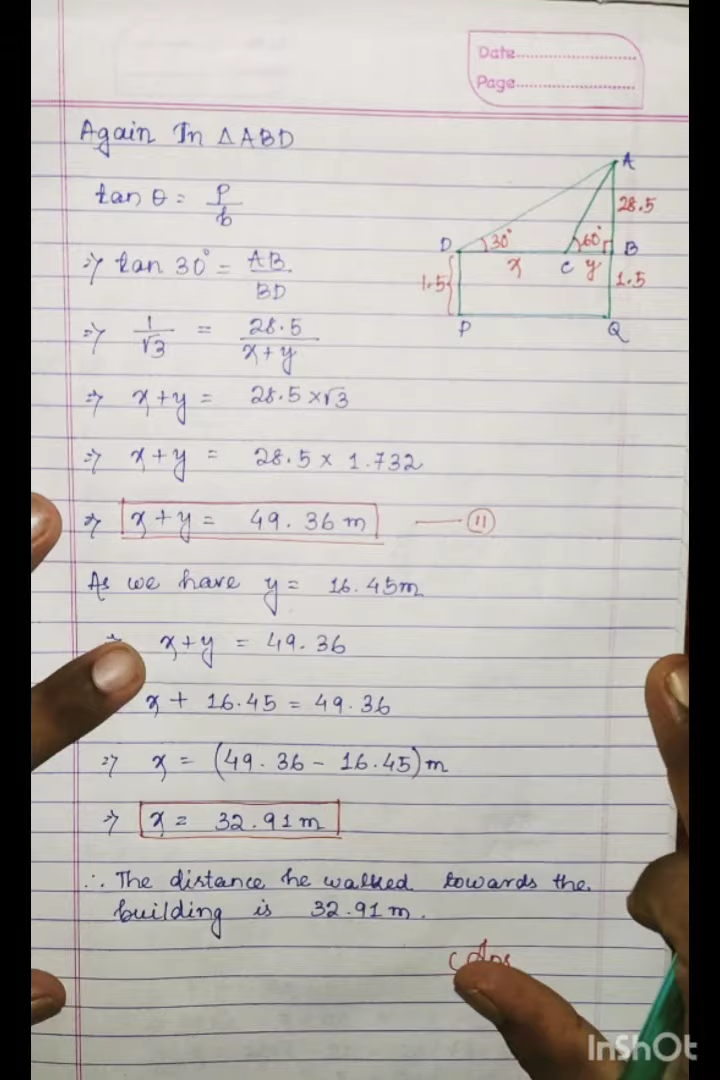 Date
Page
Again In △ABD
tan θ = P/b
⇒ tan 30° = AB/BD
⇒ 1/√3 = 28.5/x+y
⇒ x+y = 28.5×√3
⇒ x+y = 28.5 × 1.732
⇒ x+y = 49.36 m —— (11)
As we have y = 16.45m
x+y = 49.36
x + 16.45 = 49.36
⇒ x = (49.36 - 16.45)m
⇒ x = 32.91 m
∴ The distance he walked towards the
building is 32.91 m.
A
28.5
D 30° 60° B
x C y
1.5 1.5
P Q
InShOt